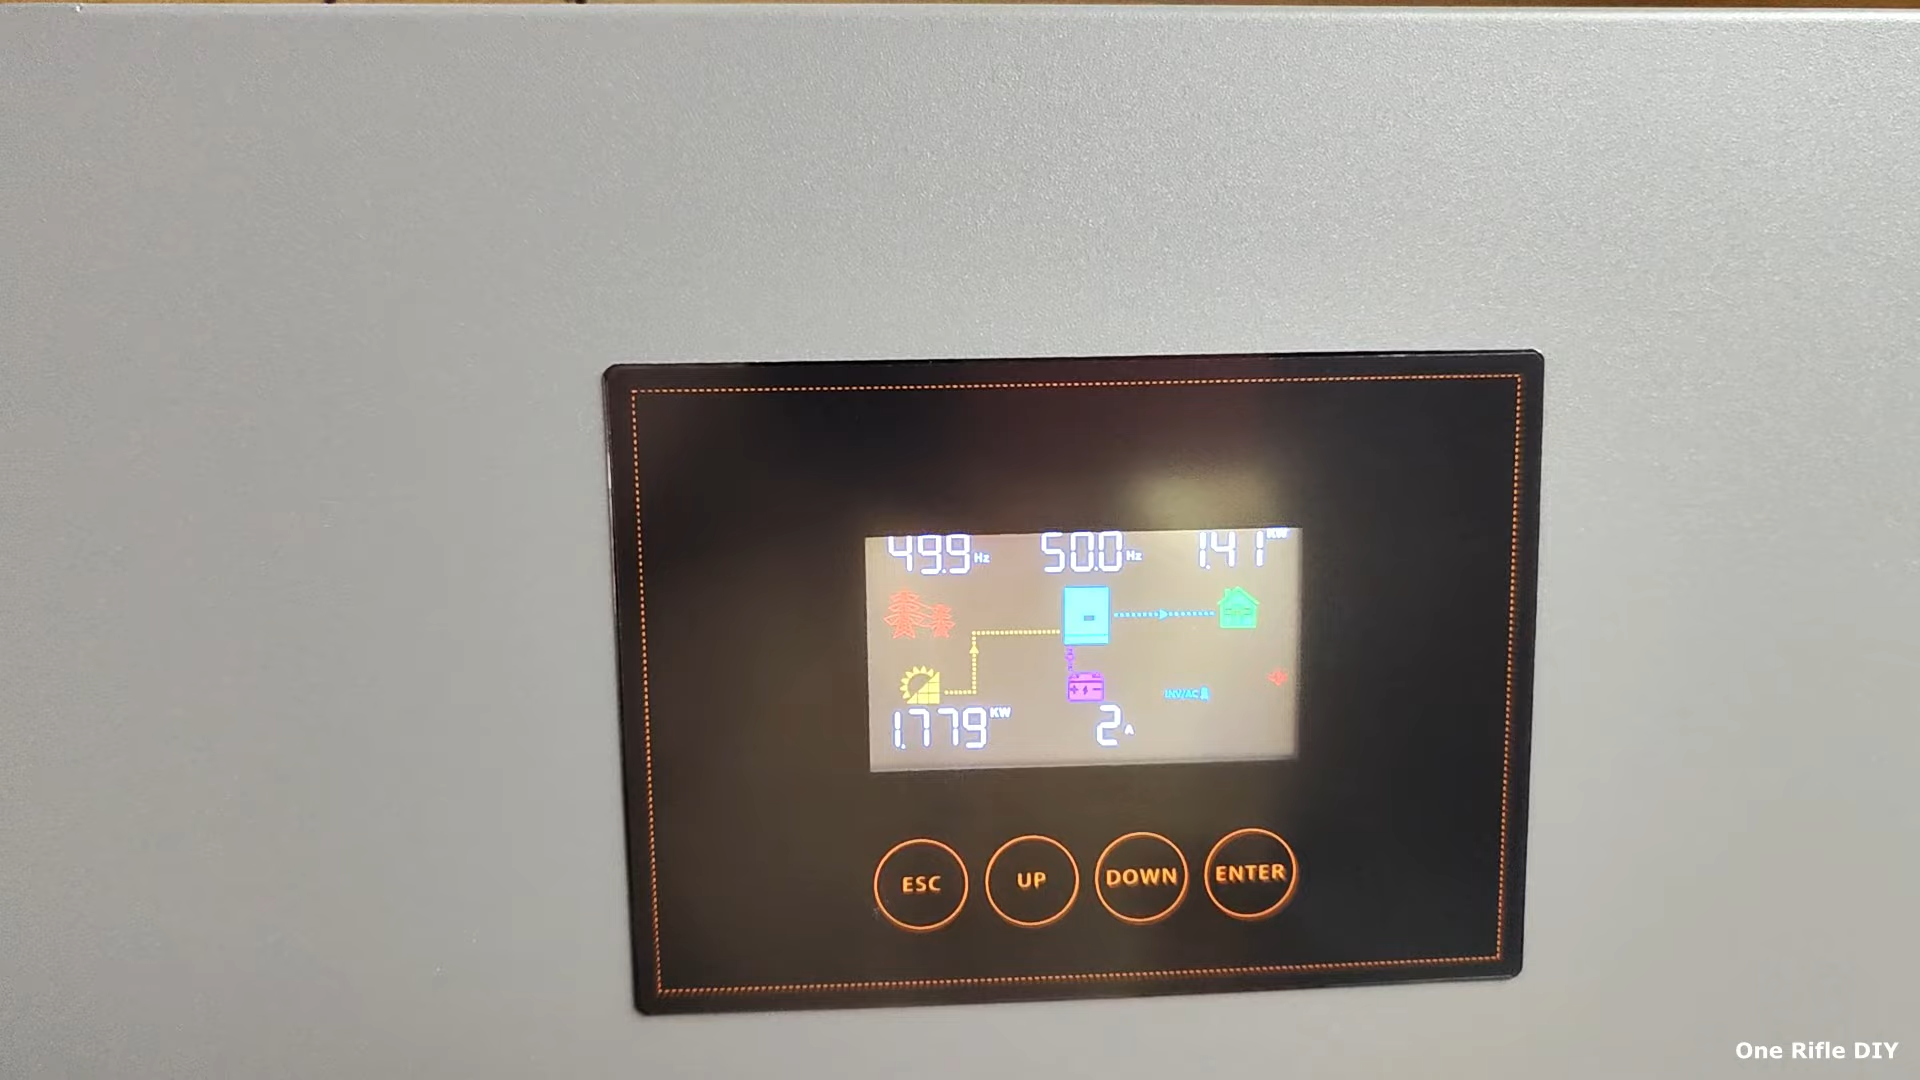 49.9 Hz 50.0 Hz 1.41 KW
INV/AC
1.779 KW 2 A
ESC UP DOWN ENTER
One Rifle DIY